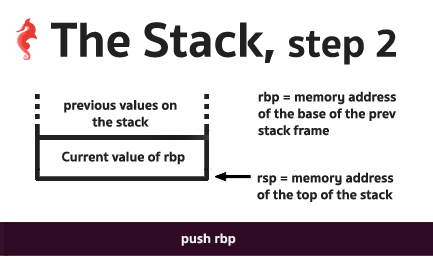 The Stack, step 2
previous values on
the stack
Current value of rbp
rbp = memory address
of the base of the prev
stack frame
rsp = memory address
of the top of the stack
push rbp